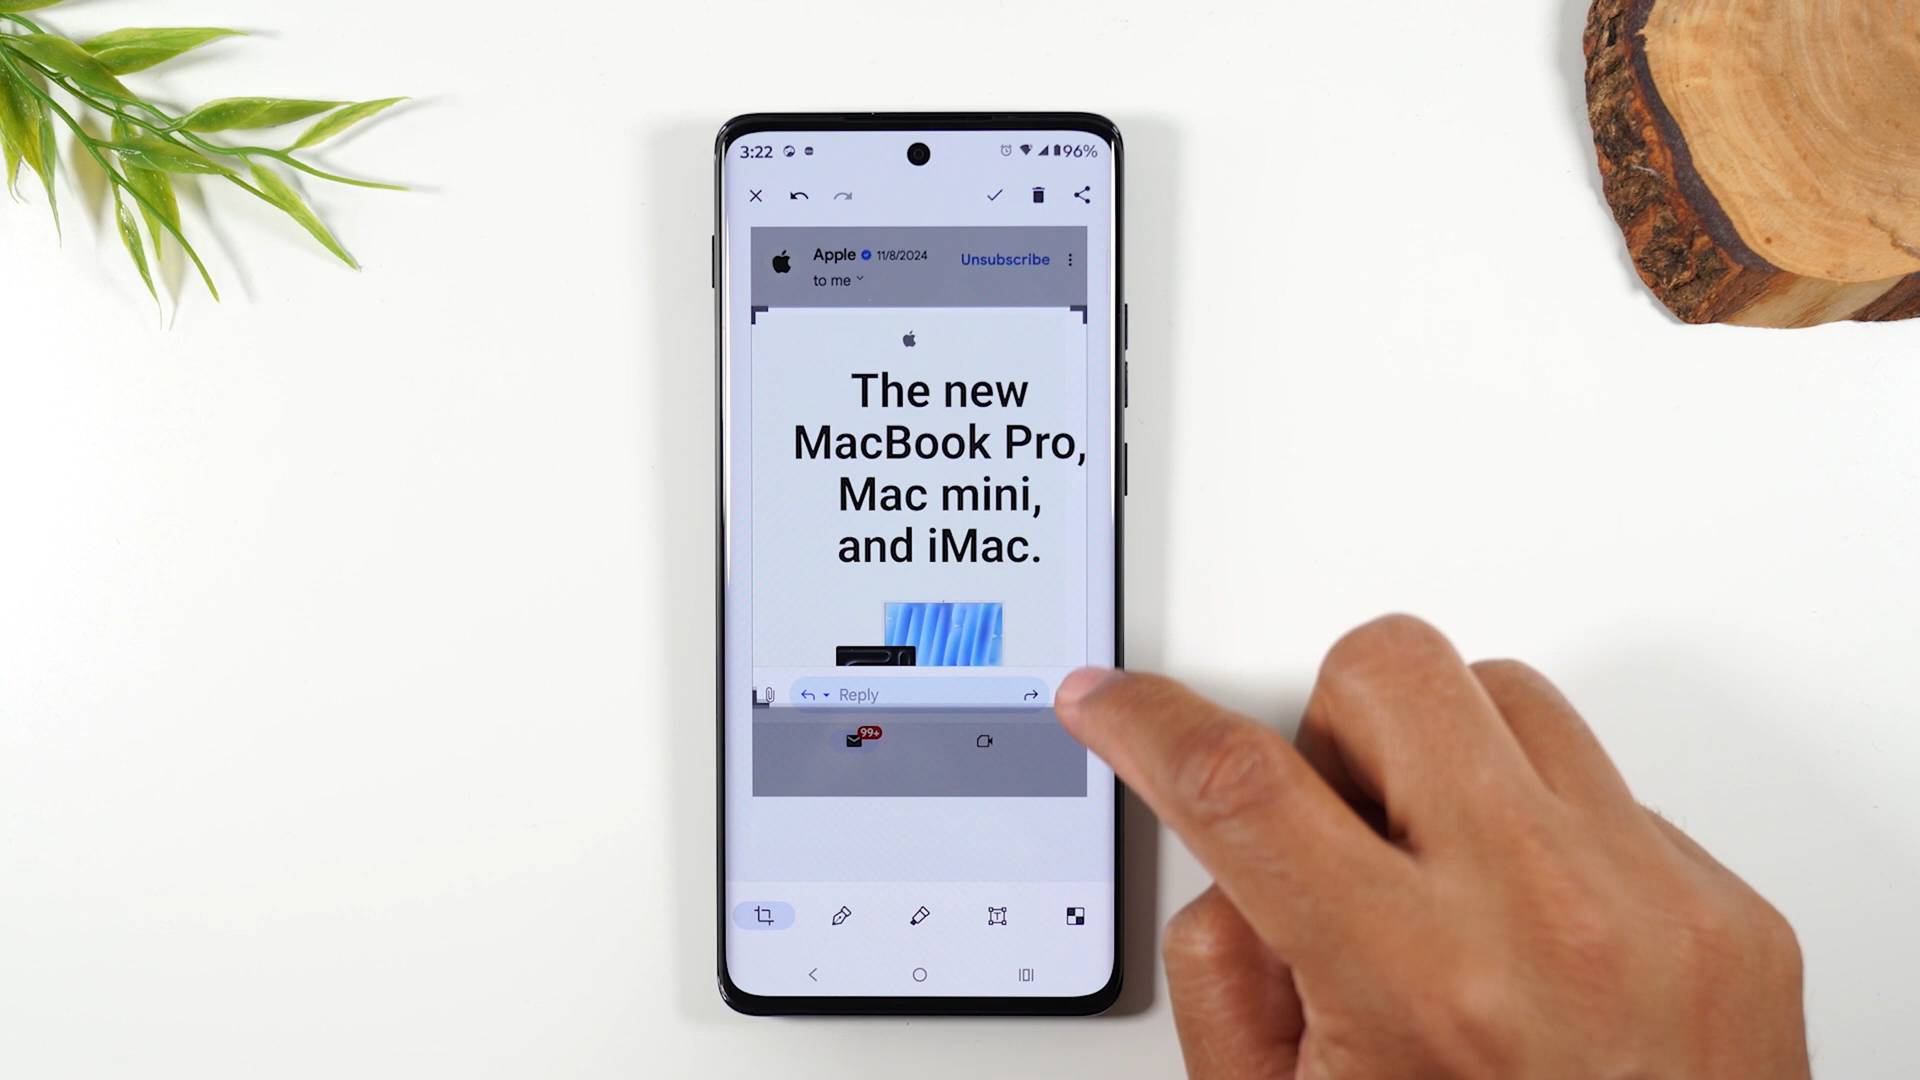 3:22 96%
Apple 11/8/2024 Unsubscribe
to me
The new
MacBook Pro,
Mac mini,
and iMac.
Reply
99+
T